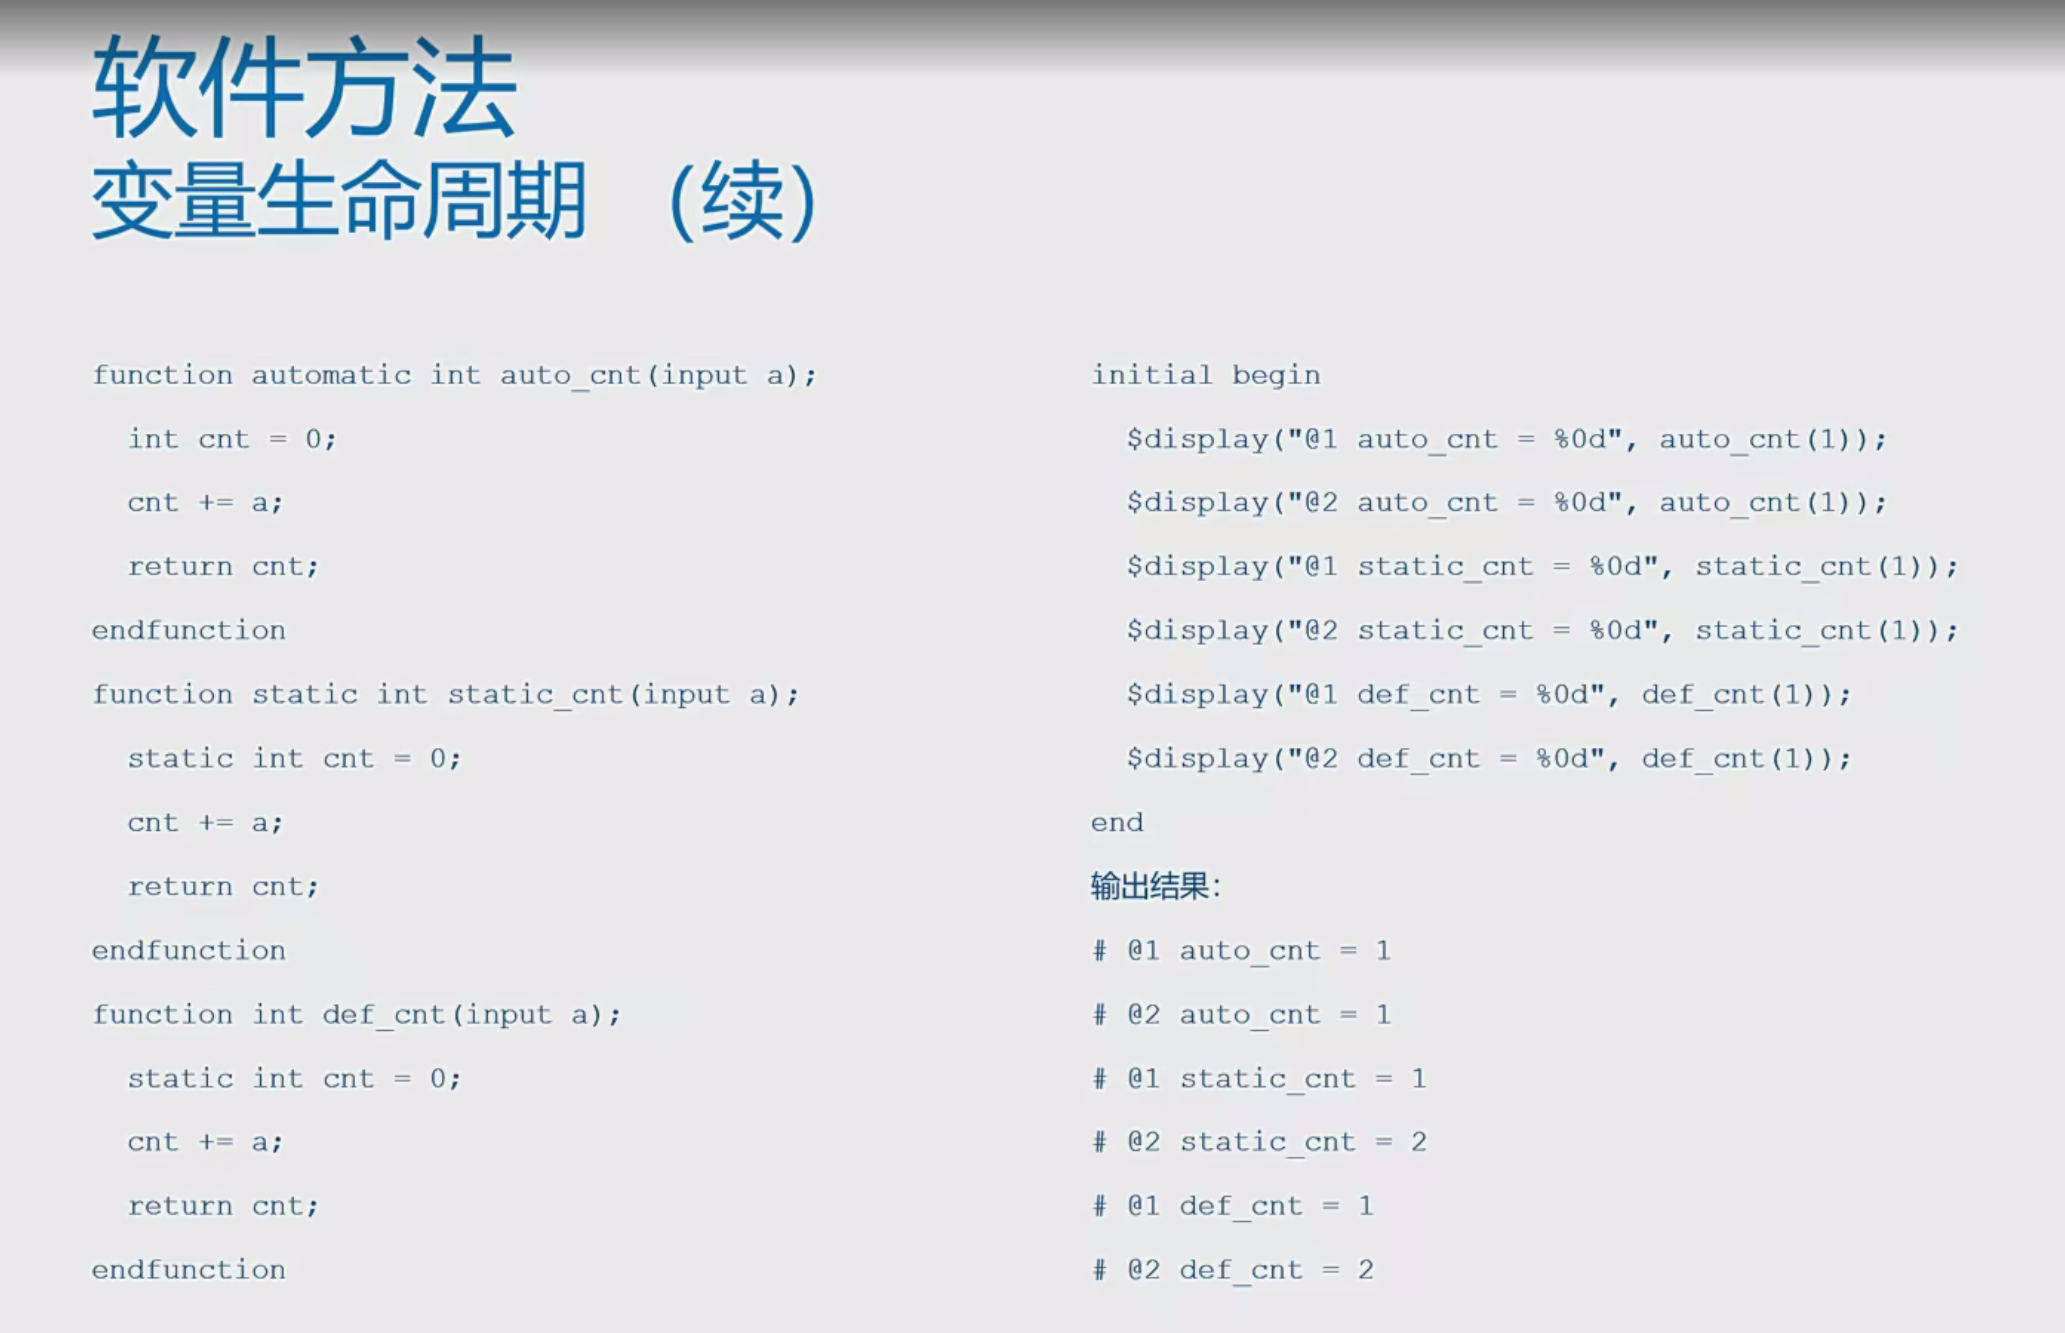 软件方法
变量生命周期 （续）
function automatic int auto_cnt(input a);
int cnt = 0;
cnt += a;
return cnt;
endfunction
function static int static_cnt(input a);
static int cnt = 0;
cnt += a;
return cnt;
endfunction
function int def_cnt(input a);
static int cnt = 0;
cnt += a;
return cnt;
endfunction
initial begin
$display("@1 auto_cnt = %0d", auto_cnt(1));
$display("@2 auto_cnt = %0d", auto_cnt(1));
$display("@1 static_cnt = %0d", static_cnt(1));
$display("@2 static_cnt = %0d", static_cnt(1));
$display("@1 def_cnt = %0d", def_cnt(1));
$display("@2 def_cnt = %0d", def_cnt(1));
end
输出结果：
# @1 auto_cnt = 1
# @2 auto_cnt = 1
# @1 static_cnt = 1
# @2 static_cnt = 2
# @1 def_cnt = 1
# @2 def_cnt = 2